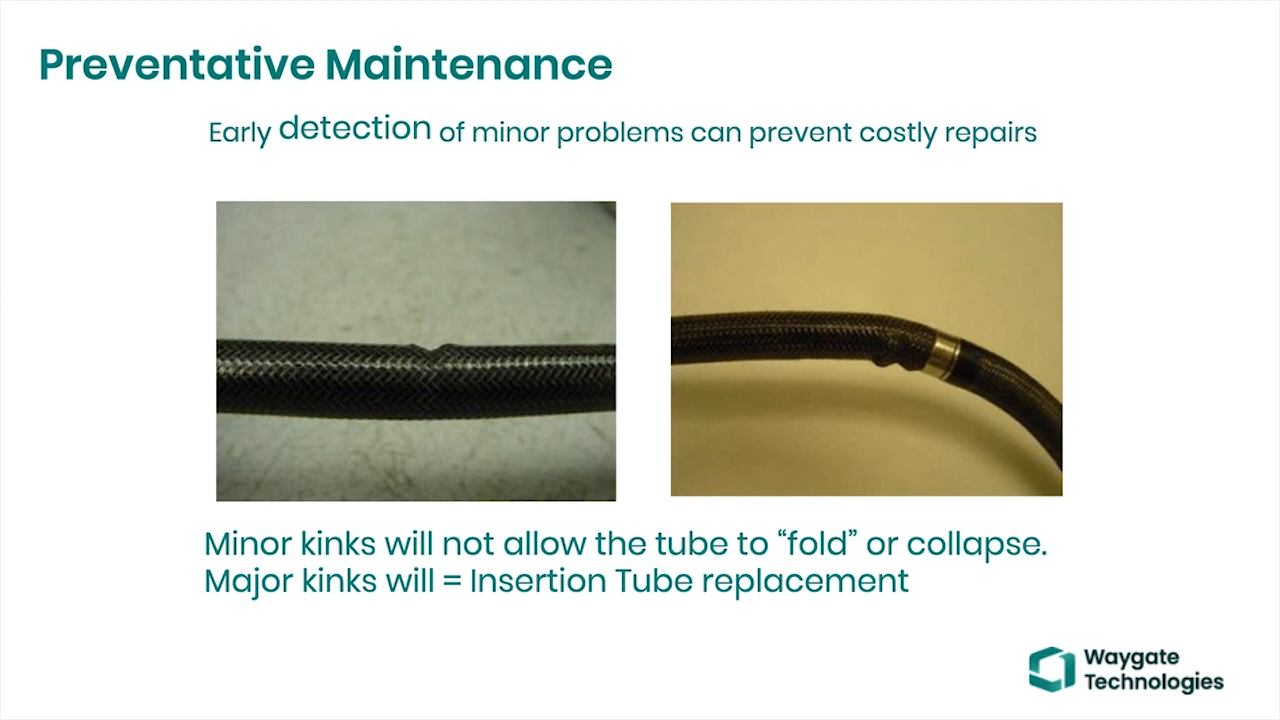 Preventative Maintenance
Early detection of minor problems can prevent costly repairs
Minor kinks will not allow the tube to “fold” or collapse.
Major kinks will = Insertion Tube replacement
Waygate
Technologies